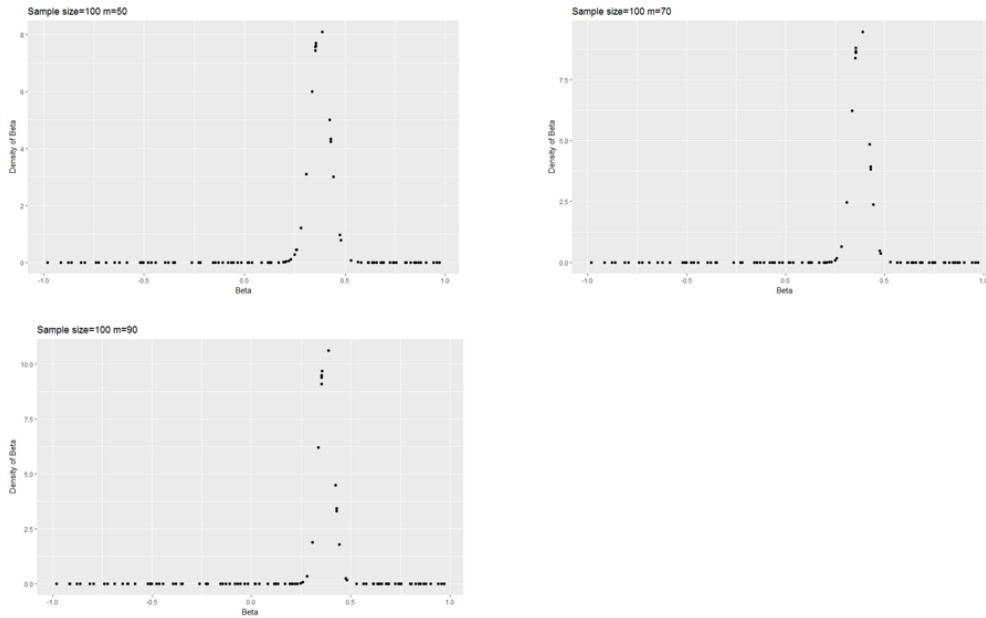 Sample size=100 m=50
8
6
4
2
0
Density of Beta
-1.0 -0.5 0.0 0.5 1.0
Beta
Sample size=100 m=70
7.5
5.0
2.5
0.0
Density of Beta
-1.0 -0.5 0.0 0.5 1.0
Beta
Sample size=100 m=90
10.0
7.5
5.0
2.5
0.0
Density of Beta
-1.0 -0.5 0.0 0.5 1.0
Beta